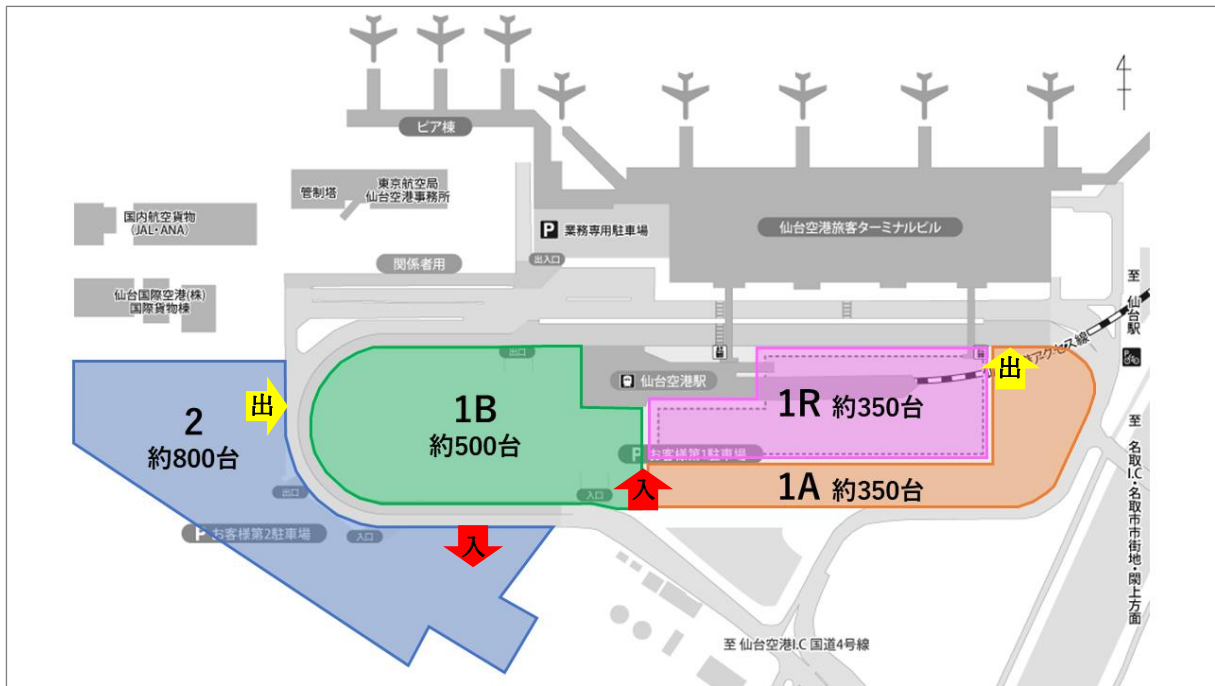 ピア棟
4
管制塔
東京航空局
仙台空港事務所
国内航空貨物
(JAL・ANA)
P 業務専用駐車場
仙台空港旅客ターミナルビル
出入口
関係者用
仙台国際空港(株)
国際貨物棟
至 仙台駅
アクセス線
出口
仙台空港駅
出
出
2
約800台
1B
約500台
1R 約350台
P お客様第1駐車場
1A 約350台
出口
入口
入
P お客様第2駐車場
入口
入
至 名取I.C・名取市市街地・閖上方面
至 仙台空港I.C 国道4号線